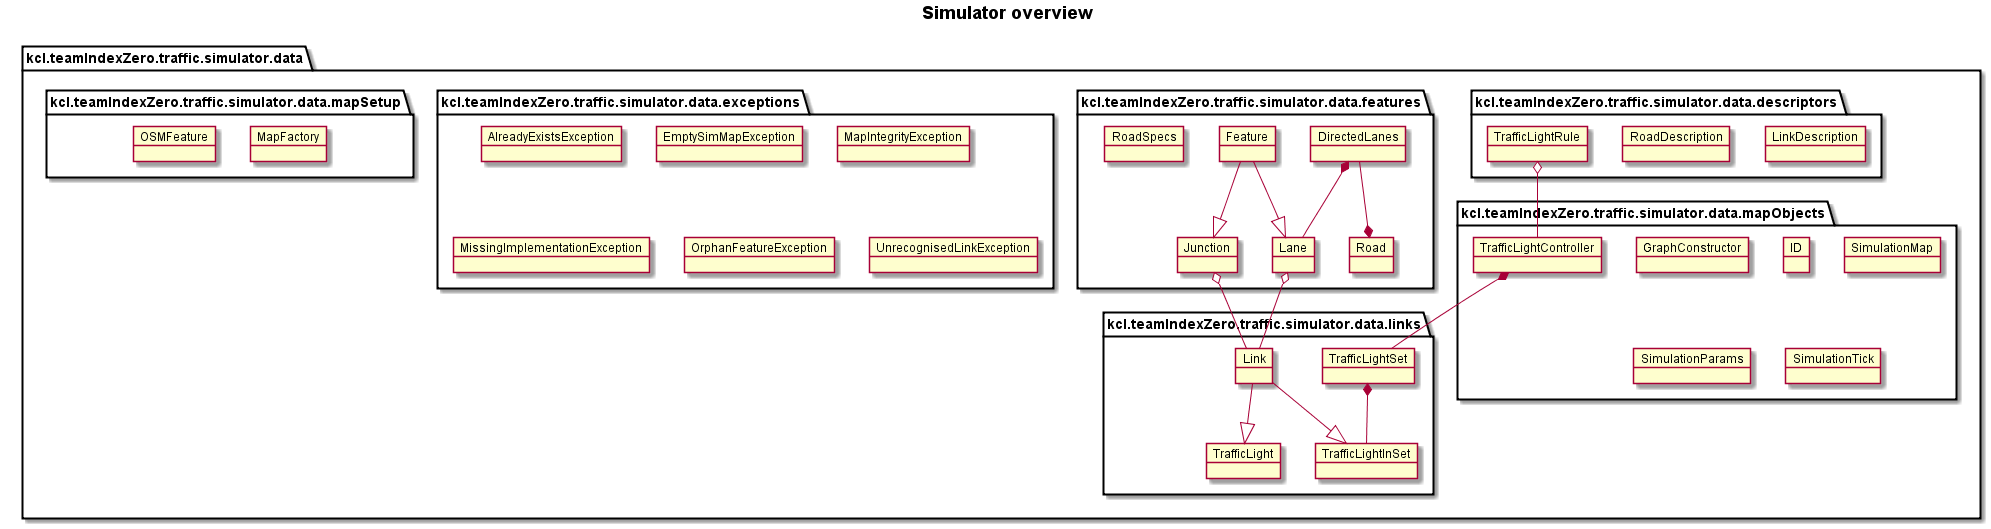 Simulator overview
kcl.teamIndexZero.traffic.simulator.data
kcl.teamIndexZero.traffic.simulator.data.mapSetup
OSMFeature
MapFactory
kcl.teamIndexZero.traffic.simulator.data.exceptions
AlreadyExistsException
EmptySimMapException
MapIntegrityException
MissingImplementationException
OrphanFeatureException
UnrecognisedLinkException
kcl.teamIndexZero.traffic.simulator.data.features
RoadSpecs
Feature
DirectedLanes
Junction
Lane
Road
kcl.teamIndexZero.traffic.simulator.data.descriptors
TrafficLightRule
RoadDescription
LinkDescription
kcl.teamIndexZero.traffic.simulator.data.mapObjects
TrafficLightController
GraphConstructor
ID
SimulationMap
SimulationParams
SimulationTick
kcl.teamIndexZero.traffic.simulator.data.links
Link
TrafficLightSet
TrafficLight
TrafficLightInSet